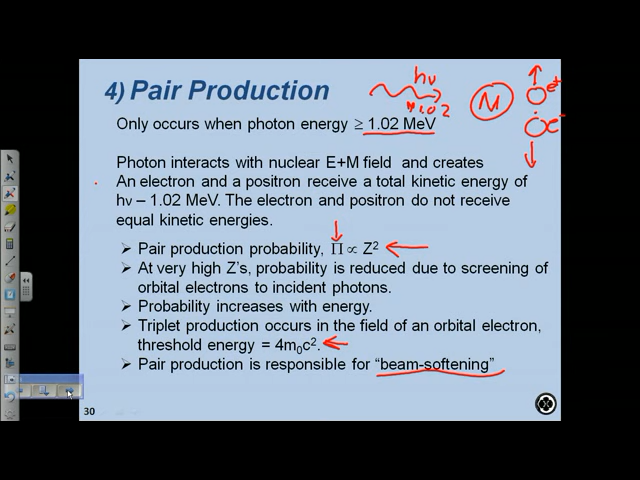 4) Pair Production
hν
1.02
M
e+
e-
Only occurs when photon energy ≥ 1.02 MeV
Photon interacts with nuclear E+M field and creates
An electron and a positron receive a total kinetic energy of
hν – 1.02 MeV. The electron and positron do not receive
equal kinetic energies.
➢ Pair production probability, Π ∝ Z²
➢ At very high Z's, probability is reduced due to screening of
orbital electrons to incident photons.
➢ Probability increases with energy.
➢ Triplet production occurs in the field of an orbital electron,
threshold energy = 4m₀c².
➢ Pair production is responsible for “beam-softening”
30